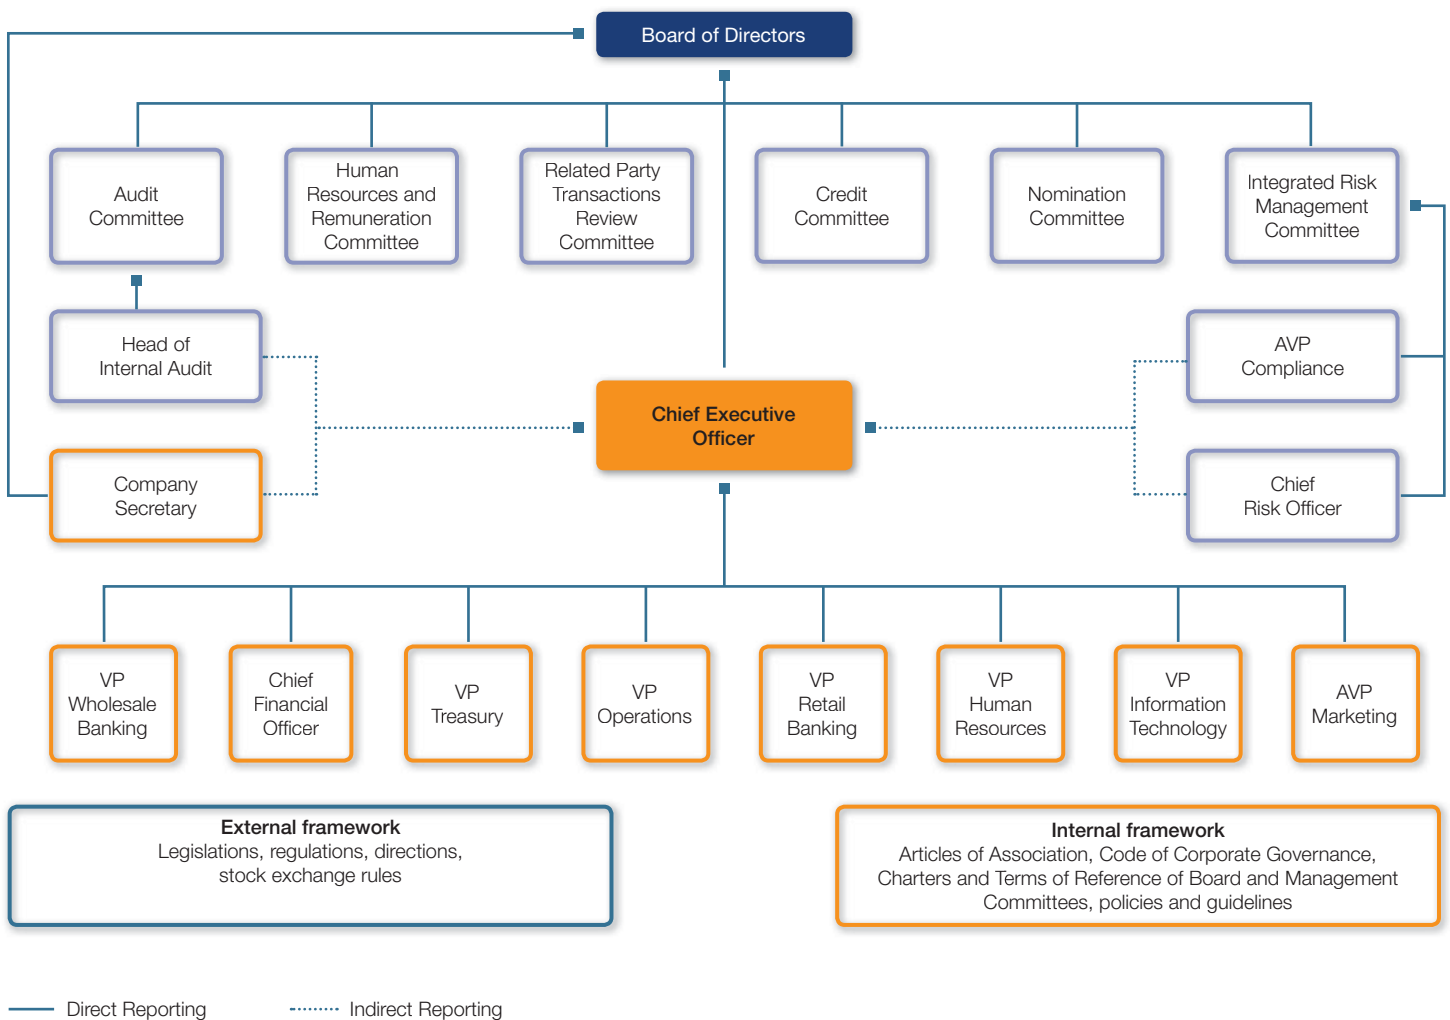 Board of Directors
Audit
Committee
Human
Resources and
Remuneration
Committee
Related Party
Transactions
Review
Committee
Credit
Committee
Nomination
Committee
Integrated Risk
Management
Committee
Head of
Internal Audit
AVP
Compliance
Chief Executive
Officer
Company
Secretary
Chief
Risk Officer
VP
Wholesale
Banking
Chief
Financial
Officer
VP
Treasury
VP
Operations
VP
Retail
Banking
VP
Human
Resources
VP
Information
Technology
AVP
Marketing
External framework
Legislations, regulations, directions,
stock exchange rules
Internal framework
Articles of Association, Code of Corporate Governance,
Charters and Terms of Reference of Board and Management
Committees, policies and guidelines
Direct Reporting
Indirect Reporting